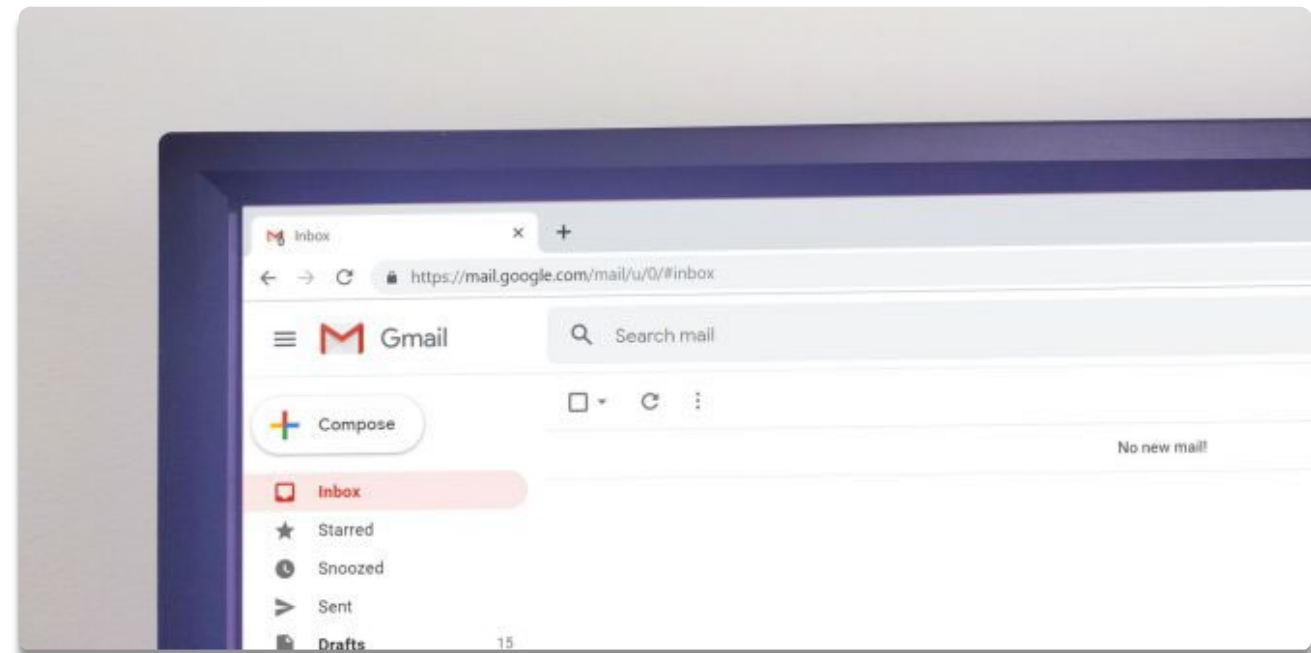 Inbox
https://mail.google.com/mail/u/0/#inbox
Gmail
Search mail
Compose
No new mail!
Inbox
Starred
Snoozed
Sent
Drafts 15